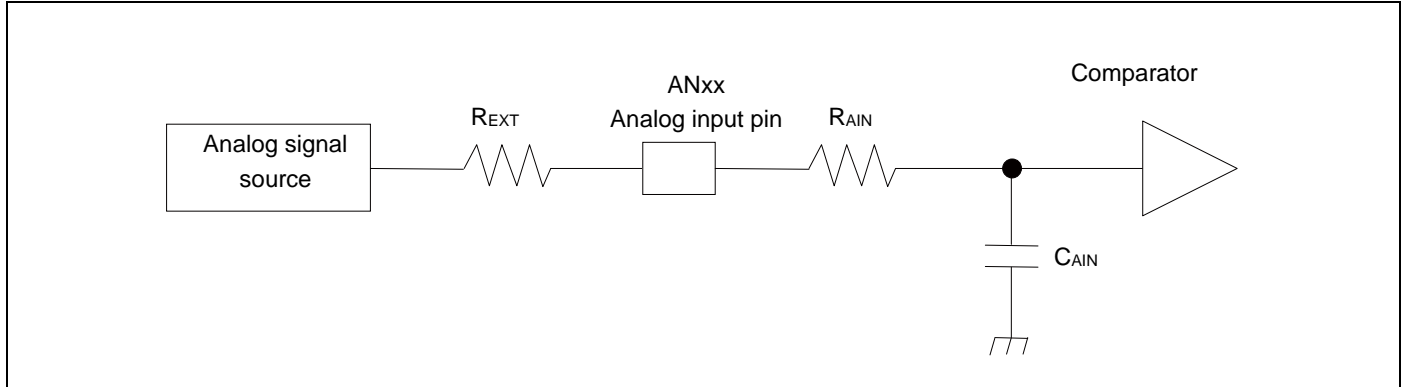 Comparator
ANxx
Analog input pin
REXT
RAIN
Analog signal
source
CAIN